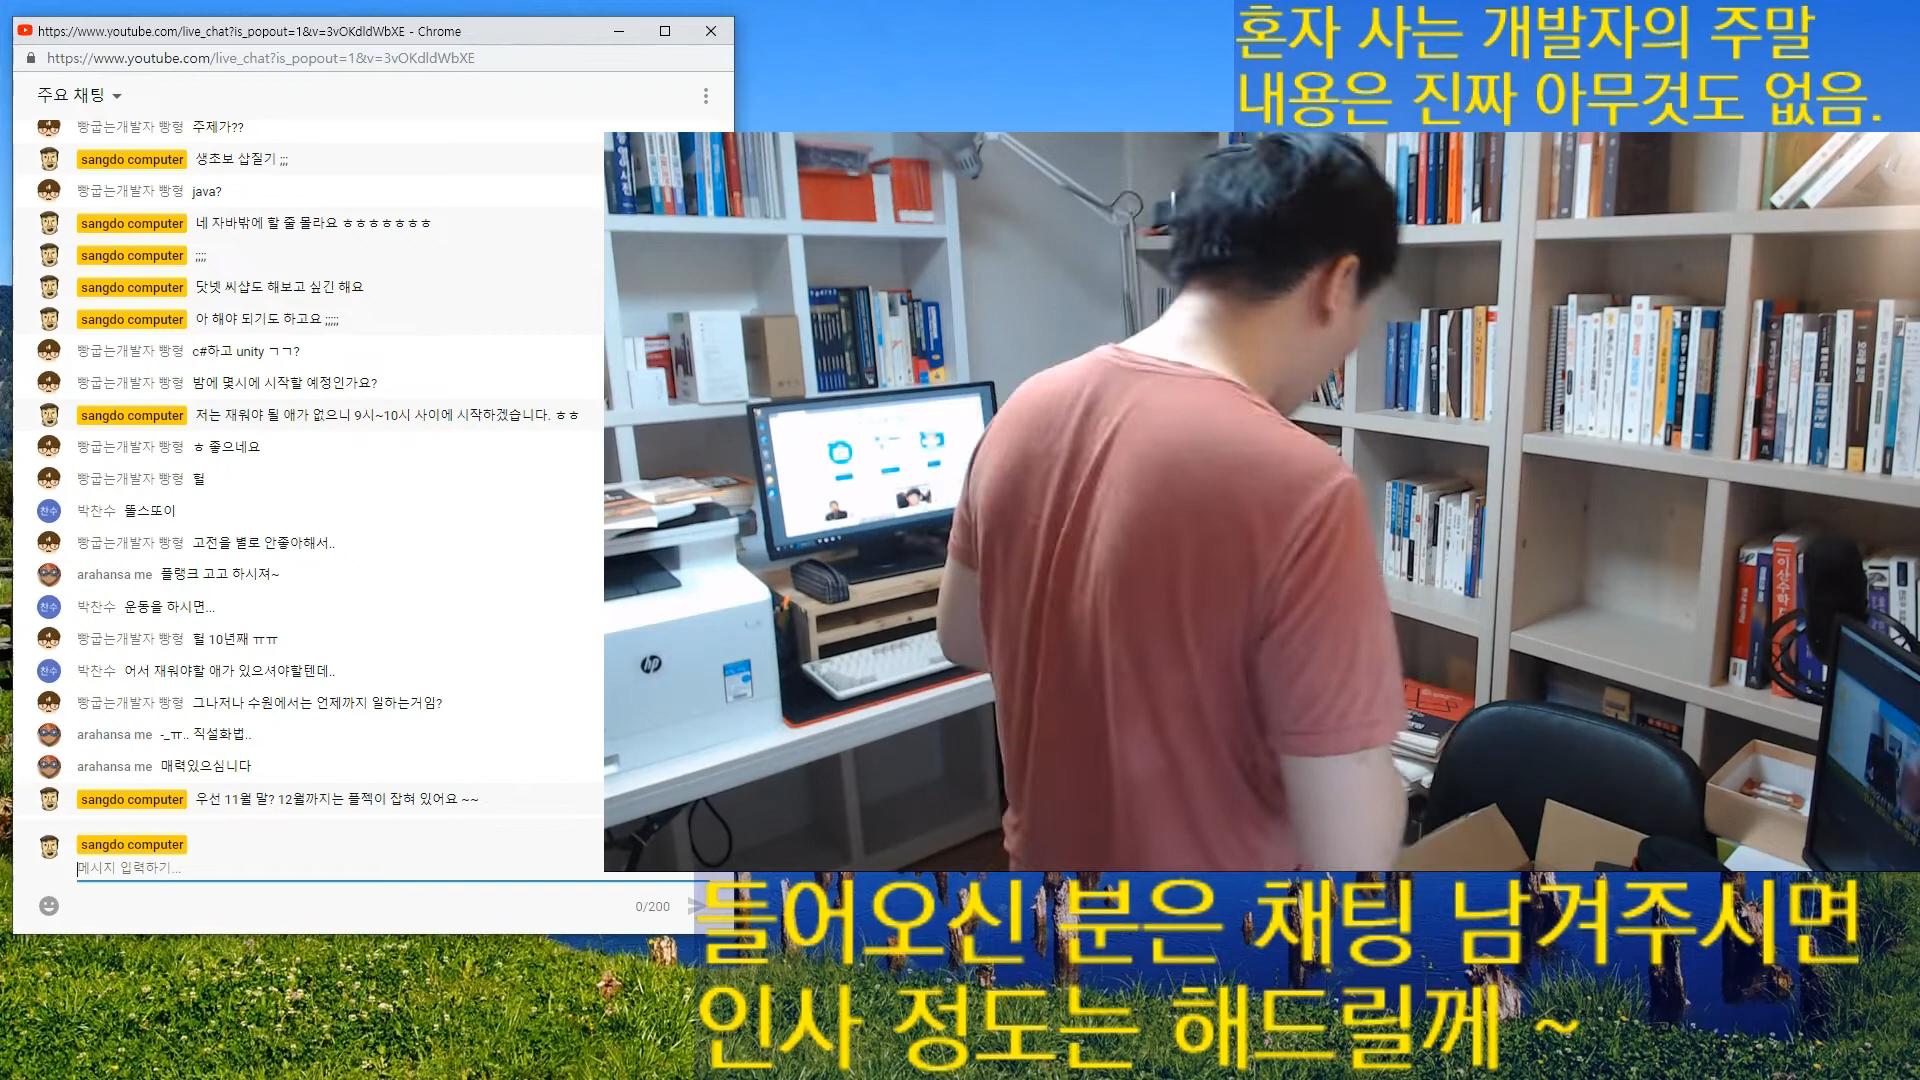 https://www.youtube.com/live_chat?is_popout=1&v=3vOKdldWbXE - Chrome
https://www.youtube.com/live_chat?is_popout=1&v=3vOKdldWbXE
주요 채팅
빵굽는개발자 빵형 주제가??
sangdo computer 생초보 삽질기 ;;;
빵굽는개발자 빵형 java?
sangdo computer 네 자바밖에 할 줄 몰라요 ㅎㅎㅎㅎㅎㅎㅎ
sangdo computer ;;;;
sangdo computer 닷넷 씨샵도 해보고 싶긴 해요
sangdo computer 아 해야 되기도 하고요 ;;;;;
빵굽는개발자 빵형 c#하고 unity ㄱㄱ?
빵굽는개발자 빵형 밤에 몇시에 시작할 예정인가요?
sangdo computer 저는 재워야 될 애가 없으니 9시~10시 사이에 시작하겠습니다. ㅎㅎ
빵굽는개발자 빵형 ㅎ 좋으네요
빵굽는개발자 빵형 헐
찬수 박찬수 똘스또이
빵굽는개발자 빵형 고전을 별로 안좋아해서..
arahansa me 플랭크 고고 하시져~
찬수 박찬수 운동을 하시면...
빵굽는개발자 빵형 헐 10년째 ㅠㅠ
찬수 박찬수 어서 재워야할 애가 있으셔야할텐데..
빵굽는개발자 빵형 그나저나 수원에서는 언제까지 일하는거임?
arahansa me -_ㅠ.. 직설화법..
arahansa me 매력있으십니다
sangdo computer 우선 11월 말? 12월까지는 플젝이 잡혀 있어요 ~~
sangdo computer
메시지 입력하기...
0/200
혼자 사는 개발자의 주말
내용은 진짜 아무것도 없음.
hp
이산수학
들어오신 분은 채팅 남겨주시면
인사 정도는 해드릴께 ~